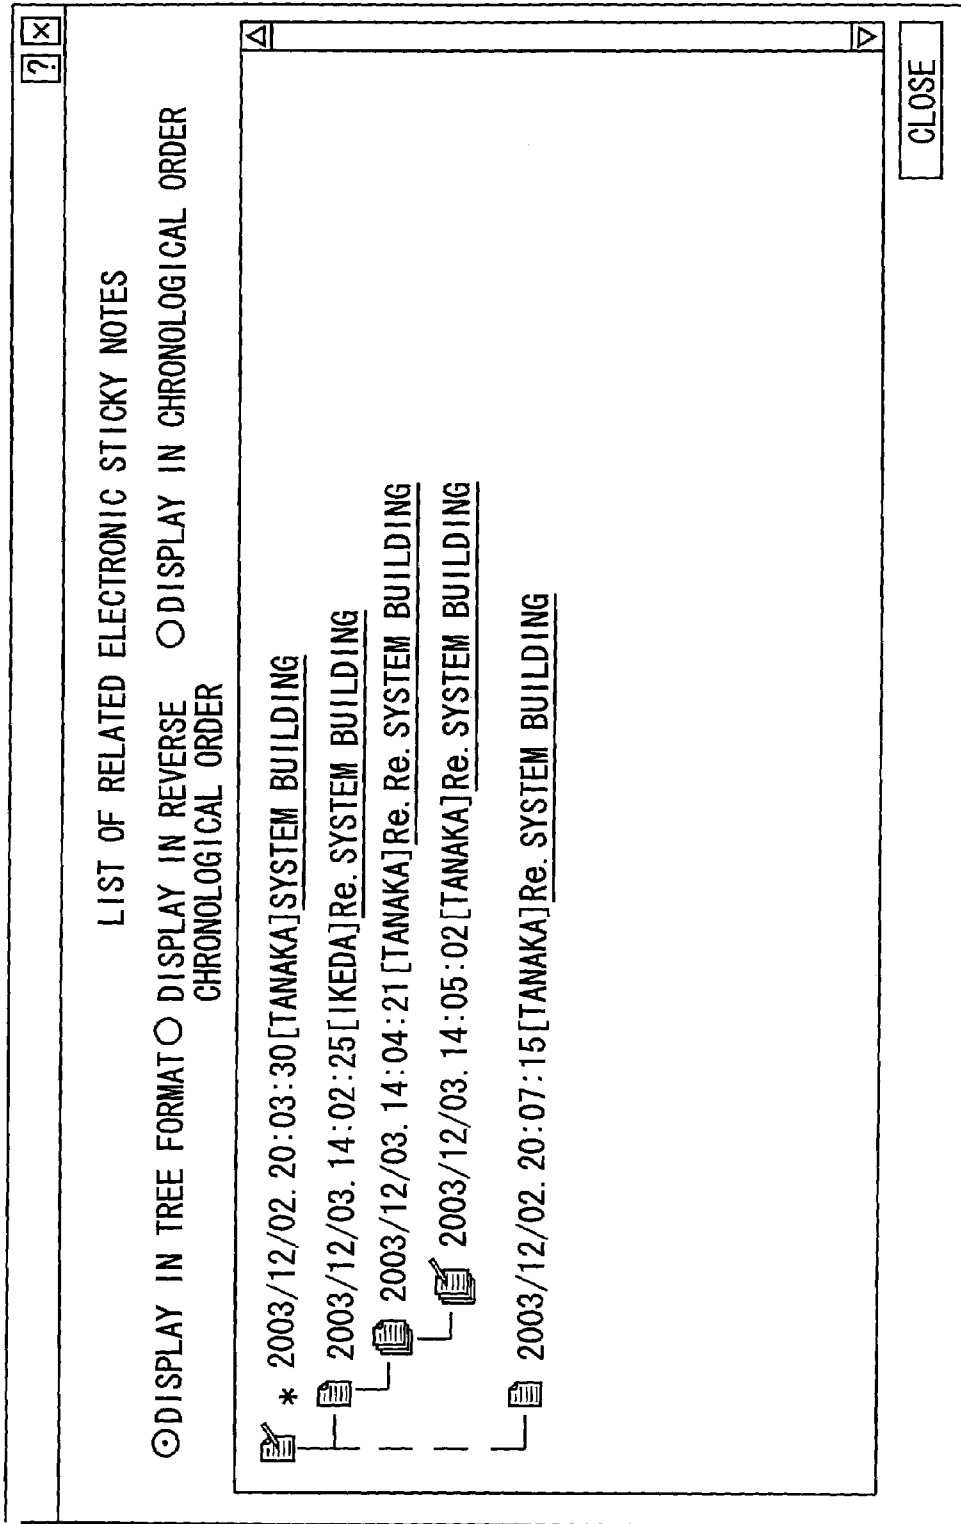 ? ×
LIST OF RELATED ELECTRONIC STICKY NOTES
DISPLAY IN TREE FORMAT DISPLAY IN REVERSE CHRONOLOGICAL ORDER DISPLAY IN CHRONOLOGICAL ORDER
* 2003/12/02. 20:03:30[TANAKA]SYSTEM BUILDING
2003/12/03. 14:02:25[IKEDA]Re. SYSTEM BUILDING
2003/12/03. 14:04:21[TANAKA]Re. Re. SYSTEM BUILDING
2003/12/03. 14:05:02[TANAKA]Re. SYSTEM BUILDING
2003/12/02. 20:07:15[TANAKA]Re. SYSTEM BUILDING
CLOSE